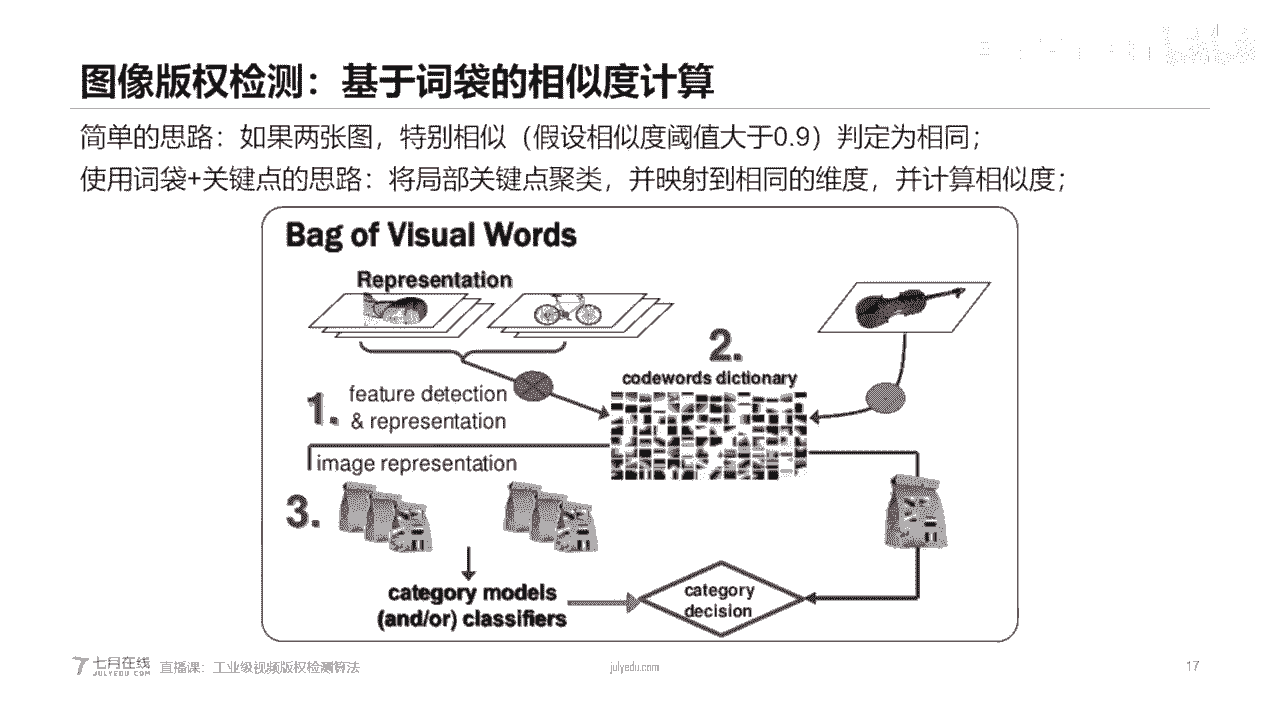 图像版权检测：基于词袋的相似度计算
简单的思路：如果两张图，特别相似（假设相似度阈值大于0.9）判定为相同；
使用词袋+关键点的思路：将局部关键点聚类，并映射到相同的维度，并计算相似度；
Bag of Visual Words
Representation
2.
codewords dictionary
1.
feature detection
& representation
image representation
3.
category models
(and/or) classifiers
category
decision
七月在线
JULYEDU.COM
直播课：工业级视频版权检测算法
julyedu.com
17